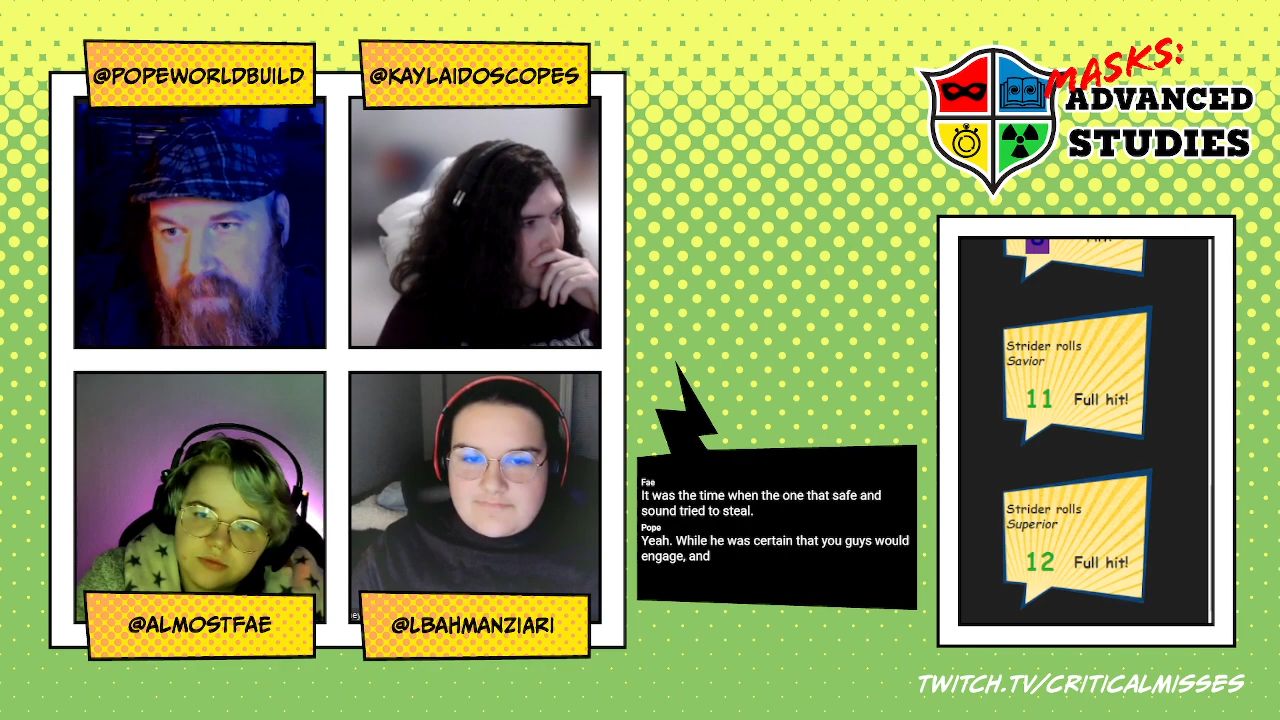 @POPEWORLDBUILD
@KAYLAIDOSCOPES
MASKS:
ADVANCED
STUDIES
Strider rolls
Savior
11 Full hit!
Fae
It was the time when the one that safe and
sound tried to steal.
Pope
Yeah. While he was certain that you guys would
engage, and
Strider rolls
Superior
12 Full hit!
@ALMOSTFAE
@LBAHMANZIARI
TWITCH.TV/CRITICALMISSES